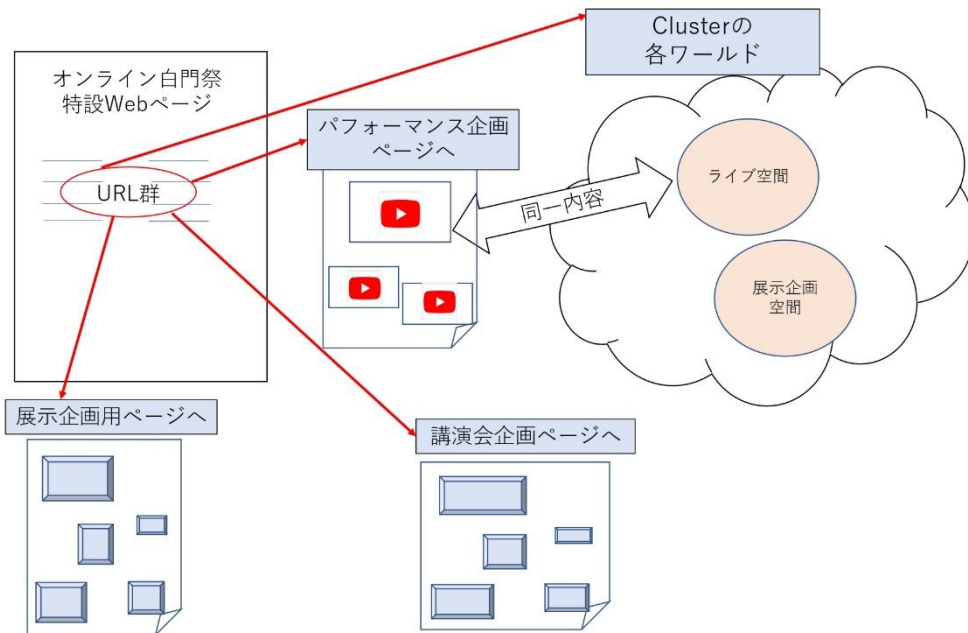 オンライン白門祭
特設Webページ
URL群
Clusterの
各ワールド
パフォーマンス企画
ページへ
同一内容
ライブ空間
展示企画
空間
展示企画用ページへ
講演会企画ページへ